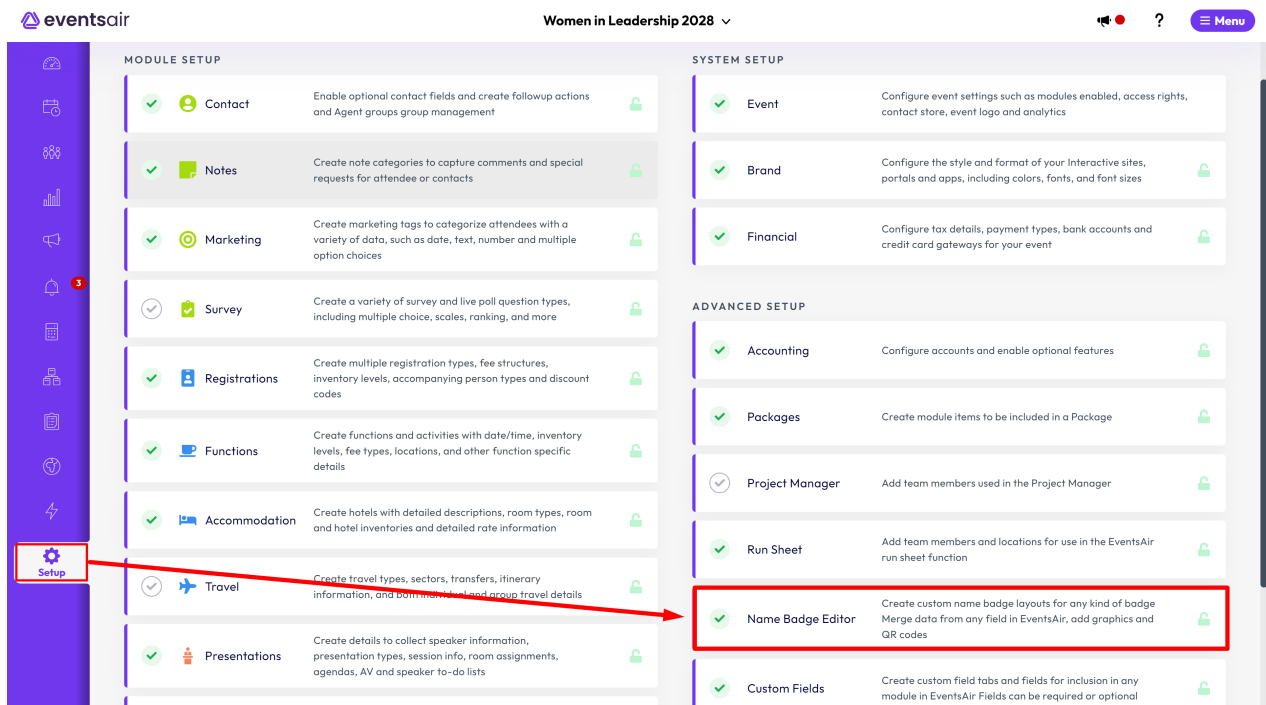 eventsair
Women in Leadership 2028
?
Menu
3
Setup
MODULE SETUP
Contact
Enable optional contact fields and create followup actions
and Agent groups group management
Notes
Create note categories to capture comments and special
requests for attendee or contacts
Marketing
Create marketing tags to categorize attendees with a
variety of data, such as date, text, number and multiple
option choices
Survey
Create a variety of survey and live poll question types,
including multiple choice, scales, ranking, and more
Registrations
Create multiple registration types, fee structures,
inventory levels, accompanying person types and discount
codes
Functions
Create functions and activities with date/time, inventory
levels, fee types, locations, and other function specific
details
Accommodation
Create hotels with detailed descriptions, room types, room
and hotel inventories and detailed rate information
Travel
Create travel types, sectors, transfers, itinerary
information, and both individual and group travel details
Presentations
Create details to collect speaker information,
presentation types, session info, room assignments,
agendas, AV and speaker to-do lists
SYSTEM SETUP
Event
Configure event settings such as modules enabled, access rights,
contact store, event logo and analytics
Brand
Configure the style and format of your Interactive sites,
portals and apps, including colors, fonts, and font sizes
Financial
Configure tax details, payment types, bank accounts and
credit card gateways for your event
ADVANCED SETUP
Accounting
Configure accounts and enable optional features
Packages
Create module items to be included in a Package
Project Manager
Add team members used in the Project Manager
Run Sheet
Add team members and locations for use in the EventsAir
run sheet function
Name Badge Editor
Create custom name badge layouts for any kind of badge
Merge data from any field in EventsAir, add graphics and
QR codes
Custom Fields
Create custom field tabs and fields for inclusion in any
module in EventsAir Fields can be required or optional